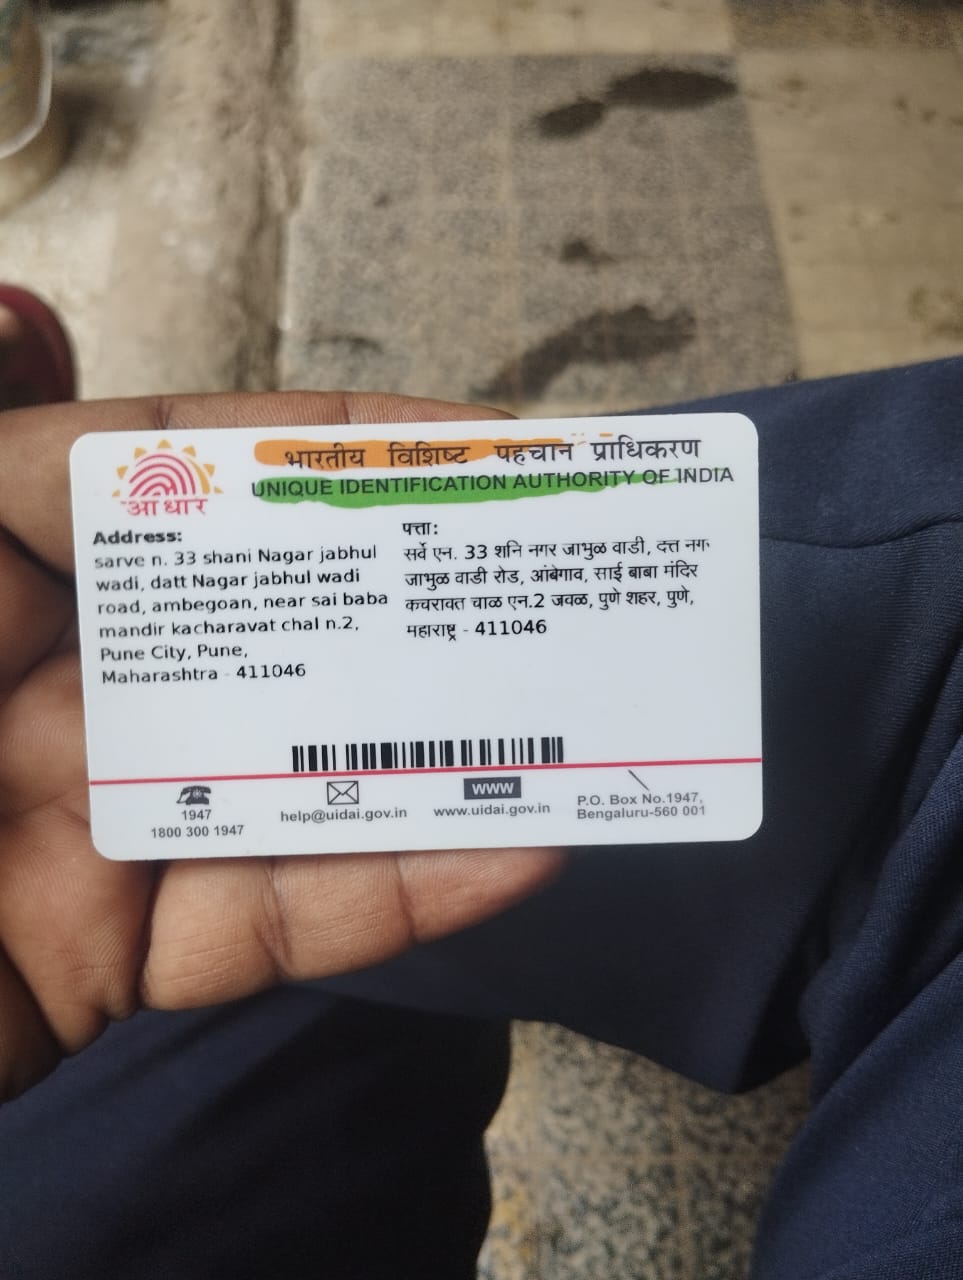 भारतीय विशिष्ट पहचान प्राधिकरण
UNIQUE IDENTIFICATION AUTHORITY OF INDIA
आधार
Address:
sarve n. 33 shani Nagar jabhul
wadi, datt Nagar jabhul wadi
road, ambegoan, near sai baba
mandir kacharavat chal n.2,
Pune City, Pune,
Maharashtra - 411046
पत्ता:
सर्वे एन. 33 शनि नगर जाभुळ वाडी, दत्त नग
जाभुळ वाडी रोड, आंबेगाव, साई बाबा मंदिर
कचरावत चाळ एन.2 जवळ, पुणे शहर, पुणे,
महाराष्ट्र - 411046
1947
1800 300 1947
help@uidai.gov.in
WWW
www.uidai.gov.in
P.O. Box No.1947,
Bengaluru-560 001